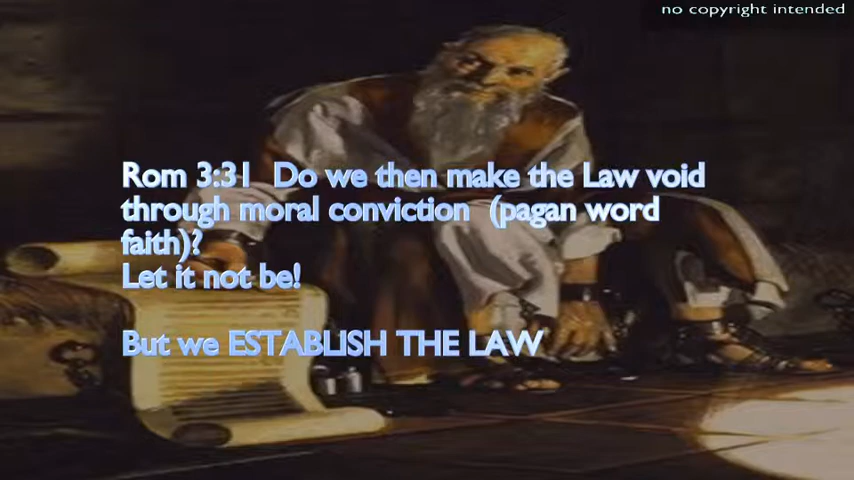 no copyright intended
Rom 3:31 Do we then make the Law void
through moral conviction (pagan word
faith)?
Let it not be!
But we ESTABLISH THE LAW